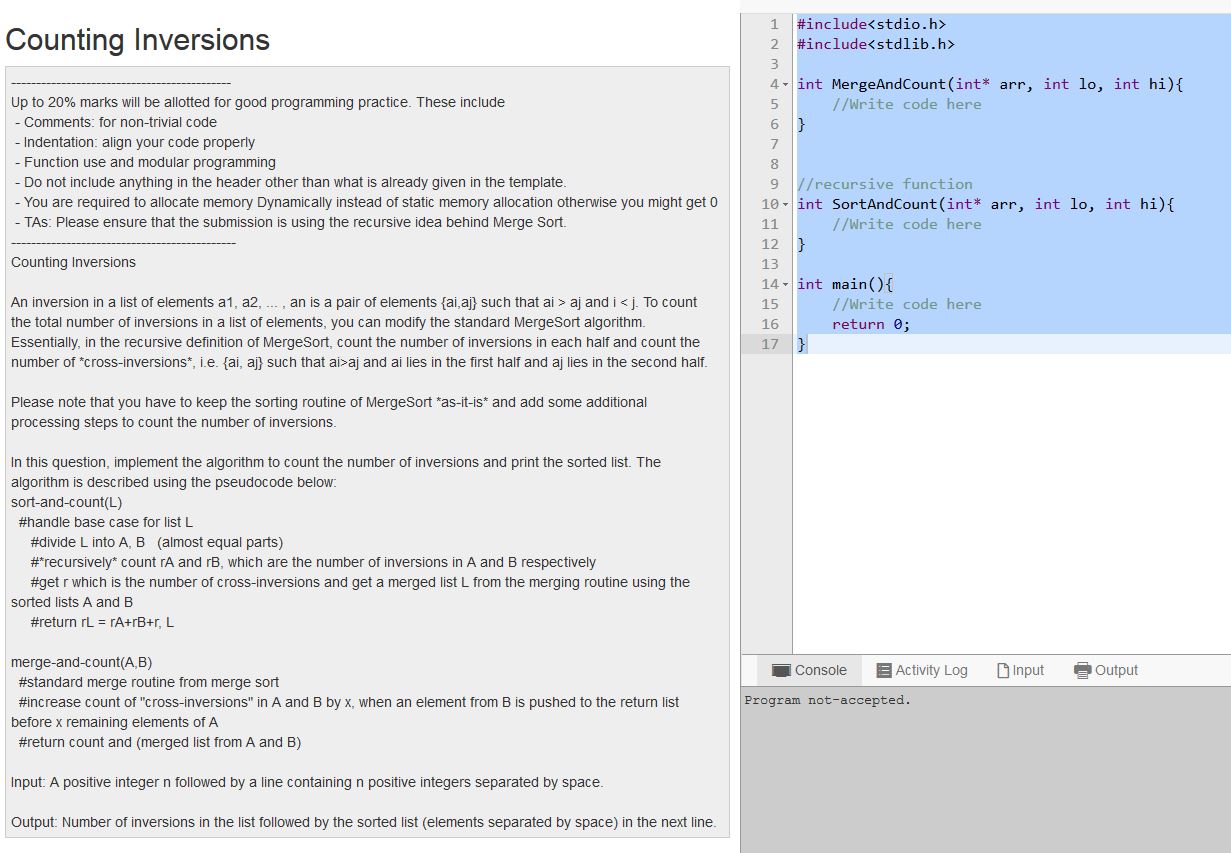 Counting Inversions
--------------------------------------------
Up to 20% marks will be allotted for good programming practice. These include
- Comments: for non-trivial code
- Indentation: align your code properly
- Function use and modular programming
- Do not include anything in the header other than what is already given in the template.
- You are required to allocate memory Dynamically instead of static memory allocation otherwise you might get 0
- TAs: Please ensure that the submission is using the recursive idea behind Merge Sort.
---------------------------------------------
Counting Inversions
An inversion in a list of elements a1, a2, ... , an is a pair of elements {ai,aj} such that ai > aj and i < j. To count
the total number of inversions in a list of elements, you can modify the standard MergeSort algorithm.
Essentially, in the recursive definition of MergeSort, count the number of inversions in each half and count the
number of *cross-inversions*, i.e. {ai, aj} such that ai>aj and ai lies in the first half and aj lies in the second half.
Please note that you have to keep the sorting routine of MergeSort *as-it-is* and add some additional
processing steps to count the number of inversions.
In this question, implement the algorithm to count the number of inversions and print the sorted list. The
algorithm is described using the pseudocode below:
sort-and-count(L)
#handle base case for list L
#divide L into A, B (almost equal parts)
#*recursively* count rA and rB, which are the number of inversions in A and B respectively
#get r which is the number of cross-inversions and get a merged list L from the merging routine using the
sorted lists A and B
#return rL = rA+rB+r, L
merge-and-count(A,B)
#standard merge routine from merge sort
#increase count of "cross-inversions" in A and B by x, when an element from B is pushed to the return list
before x remaining elements of A
#return count and (merged list from A and B)
Input: A positive integer n followed by a line containing n positive integers separated by space.
Output: Number of inversions in the list followed by the sorted list (elements separated by space) in the next line.
1 #include<stdio.h>
2 #include<stdlib.h>
3
4 int MergeAndCount(int* arr, int lo, int hi){
5 //Write code here
6 }
7
8
9 //recursive function
10 int SortAndCount(int* arr, int lo, int hi){
11 //Write code here
12 }
13
14 int main(){
15 //Write code here
16 return 0;
17 }
Console Activity Log Input Output
Program not-accepted.